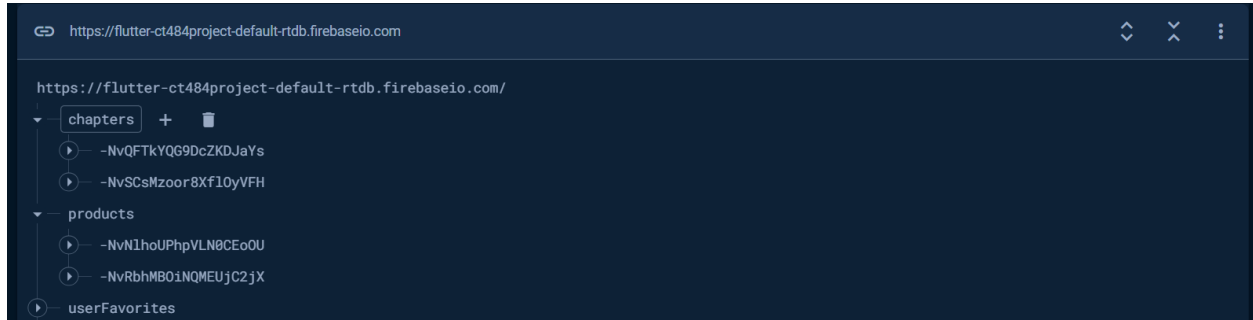 https://flutter-ct484project-default-rtdb.firebaseio.com
https://flutter-ct484project-default-rtdb.firebaseio.com/
chapters
-NvQFTkYQG9DcZKDJaYs
-NvSCsMzoor8XflOyVFH
products
-NvNlhoUPhpVLN0CEoOU
-NvRbhMBOiNQMEUjC2jX
userFavorites